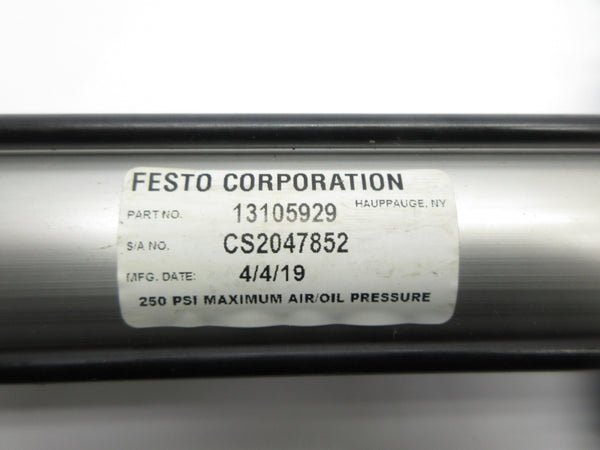 FESTO CORPORATION
HAUPPAUGE, NY
PART NO. 13105929
S/A NO. CS2047852
MFG. DATE: 4/4/19
250 PSI MAXIMUM AIR/OIL PRESSURE